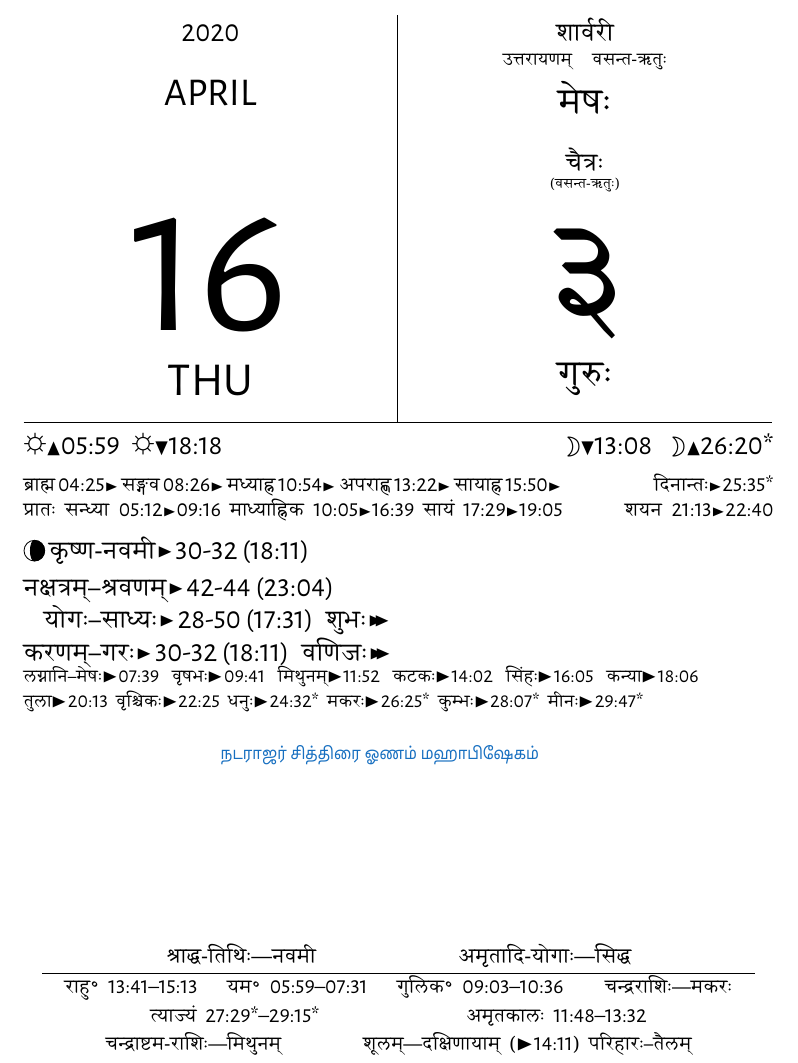 2020
APRIL
16
THU
शार्वरी
उत्तरायणम् वसन्त-ऋतुः
मेषः
चैत्रः
(वसन्त-ऋतुः)
३
गुरुः
☼▲05:59 ☼▼18:18 ☽▼13:08 ☽▲26:20*
ब्राह्म 04:25► सङ्गव 08:26► मध्याह्न 10:54► अपराह्ण 13:22► सायाह्न 15:50► दिनान्तः►25:35*
प्रातः सन्ध्या 05:12►09:16 माध्याह्निक 10:05►16:39 सायं 17:29►19:05 शयन 21:13►22:40
कृष्ण-नवमी►30-32 (18:11)
नक्षत्रम्–श्रवणम्►42-44 (23:04)
योगः–साध्यः►28-50 (17:31) शुभः►►
करणम्–गरः►30-32 (18:11) वणिजः►►
लग्नानि–मेषः►07:39 वृषभः►09:41 मिथुनम्►11:52 कटकः►14:02 सिंहः►16:05 कन्या►18:06
तुला►20:13 वृश्चिकः►22:25 धनुः►24:32* मकरः►26:25* कुम्भः►28:07* मीनः►29:47*
நடராஜர் சித்திரை ஓணம் மஹாபிஷேகம்
श्राद्ध-तिथिः—नवमी अमृतादि-योगाः—सिद्ध
राहु॰ 13:41–15:13 यम॰ 05:59–07:31 गुलिक॰ 09:03–10:36 चन्द्रराशिः—मकरः
त्याज्यं 27:29*–29:15* अमृतकालः 11:48–13:32
चन्द्राष्टम-राशिः—मिथुनम् शूलम्—दक्षिणायाम् (►14:11) परिहारः–तैलम्